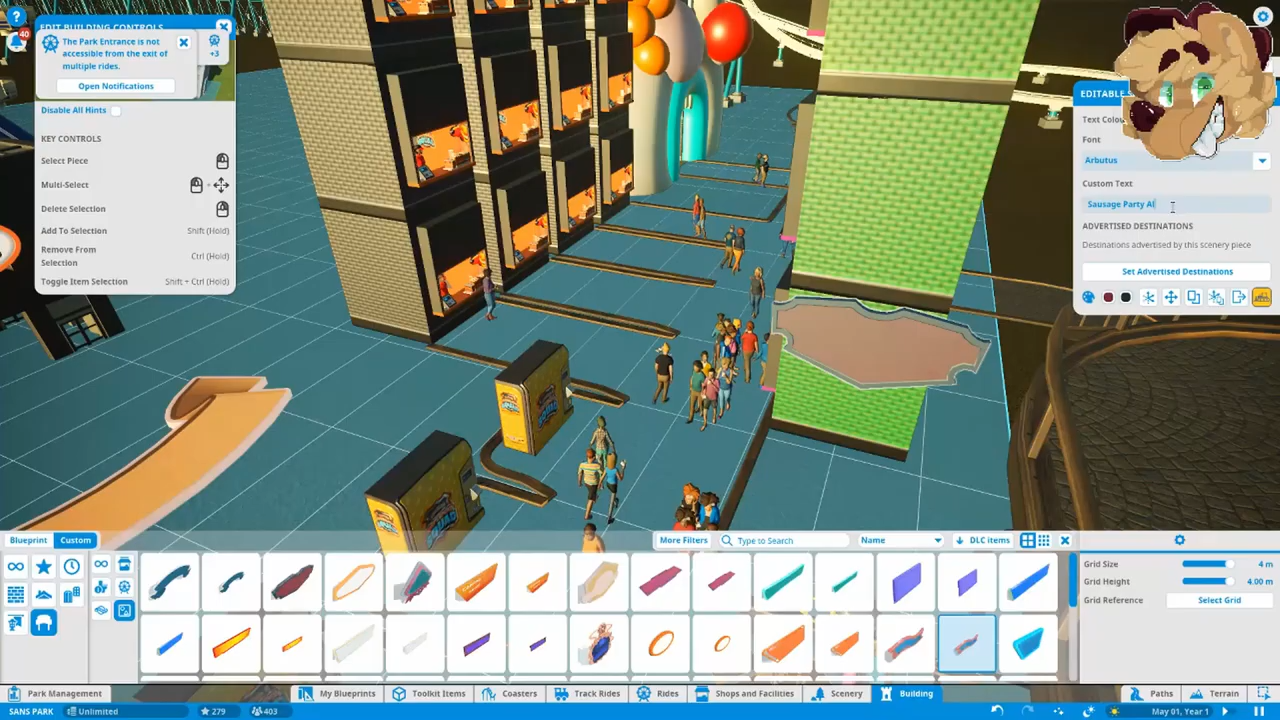 EDIT BUILDING CONTROLS
40
The Park Entrance is not
accessible from the exit of
multiple rides.
+3
Open Notifications
Disable All Hints
KEY CONTROLS
Select Piece
Multi-Select
Delete Selection
Add To Selection Shift (Hold)
Remove From
Selection Ctrl (Hold)
Toggle Item Selection Shift + Ctrl (Hold)
EDITABLE
Font
Arbutus
Custom Text
Sausage Party Al
ADVERTISED DESTINATIONS
Destinations advertised by this scenery piece
Set Advertised Destinations
Blueprint Custom More Filters Type to Search Name DLC items
Grid Size 4 m
Grid Height 4.00 m
Grid Reference Select Grid
Park Management My Blueprints Toolkit Items Coasters Track Rides Rides Shops and Facilities Scenery Building Paths Terrain
SANS PARK Unlimited 279 403 May 01, Year 1